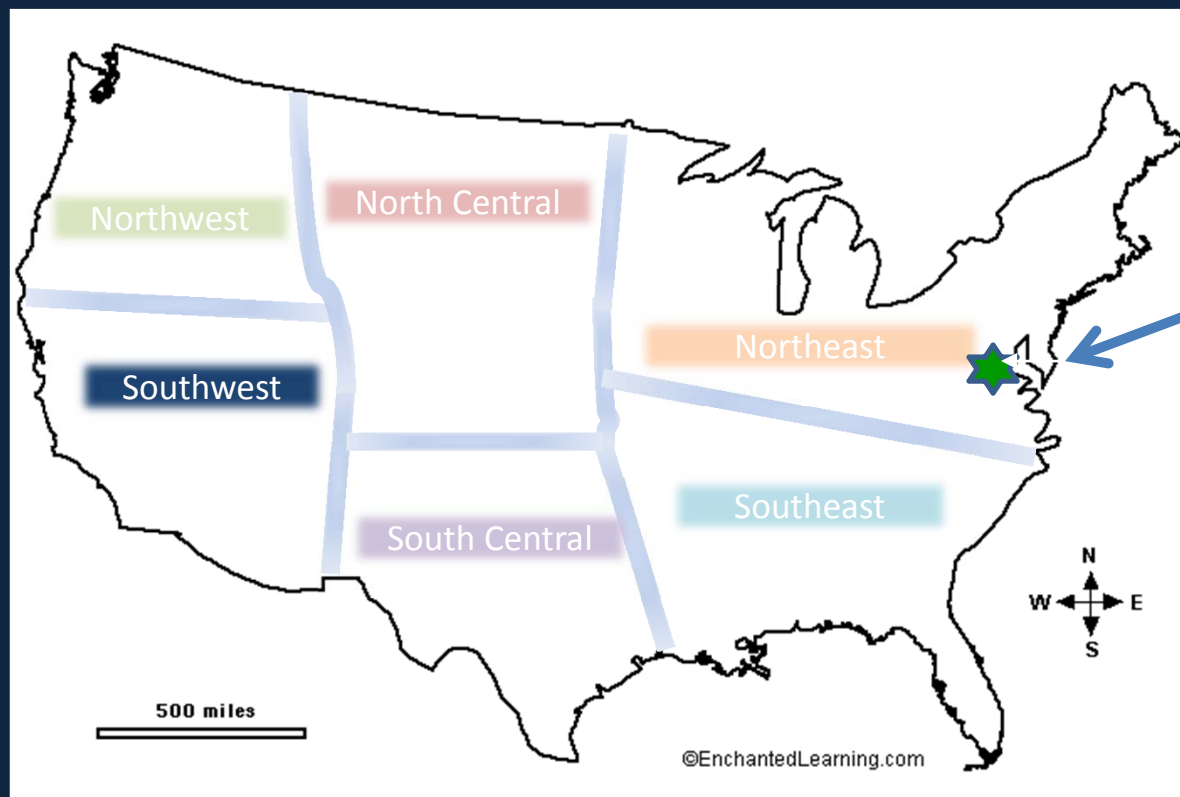 North Central
Northwest
Northeast
Southwest
Southeast
South Central
N
W E
S
500 miles
©EnchantedLearning.com